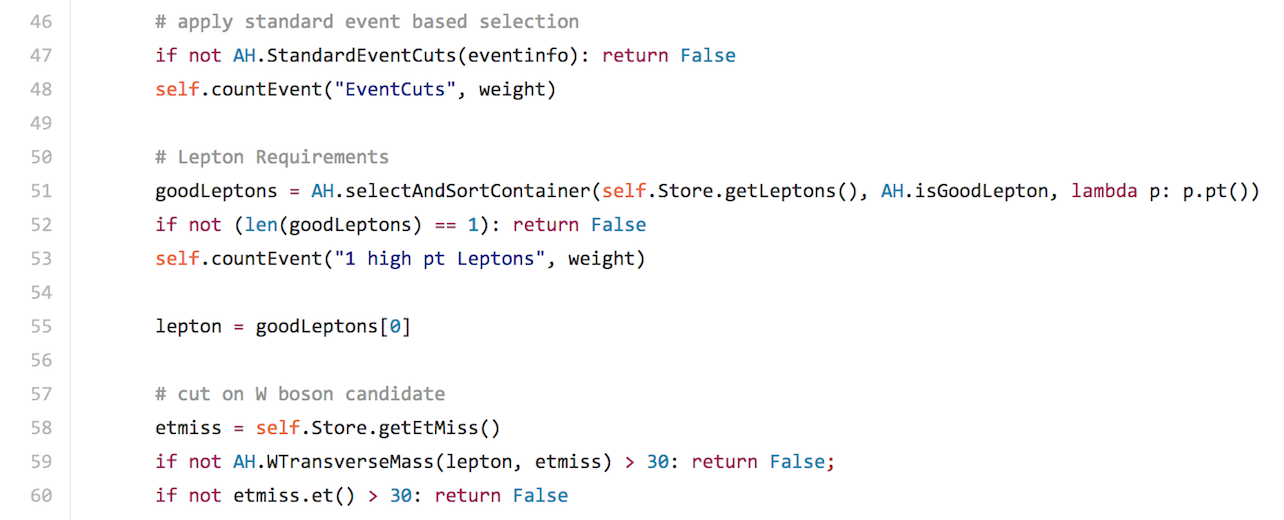 46 # apply standard event based selection
47 if not AH.StandardEventCuts(eventinfo): return False
48 self.countEvent("EventCuts", weight)
49
50 # Lepton Requirements
51 goodLeptons = AH.selectAndSortContainer(self.Store.getLeptons(), AH.isGoodLepton, lambda p: p.pt())
52 if not (len(goodLeptons) == 1): return False
53 self.countEvent("1 high pt Leptons", weight)
54
55 lepton = goodLeptons[0]
56
57 # cut on W boson candidate
58 etmiss = self.Store.getEtMiss()
59 if not AH.WTransverseMass(lepton, etmiss) > 30: return False;
60 if not etmiss.et() > 30: return False